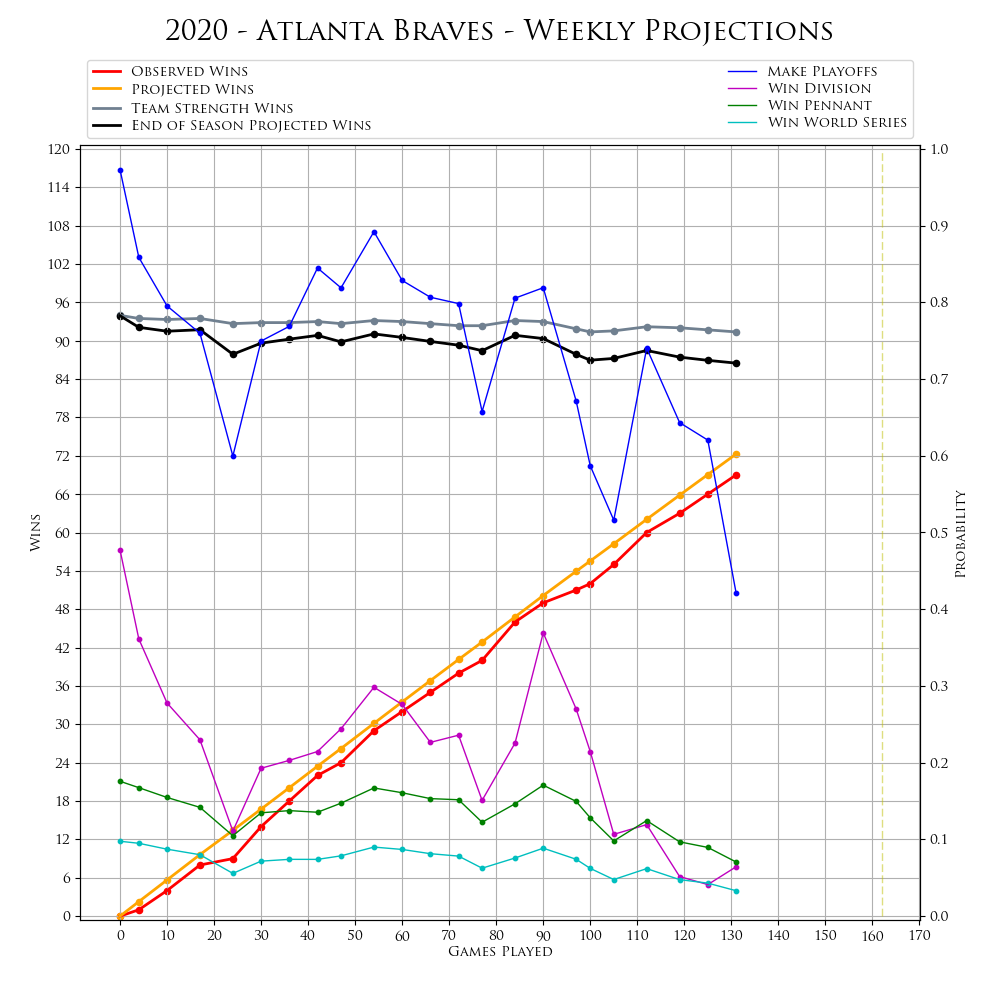 2020 - Atlanta Braves - Weekly Projections
Observed Wins
Projected Wins
Team Strength Wins
End of Season Projected Wins
Make Playoffs
Win Division
Win Pennant
Win World Series
120
114
108
102
96
90
84
78
72
66
60
54
48
42
36
30
24
18
12
6
0
Wins
1.0
0.9
0.8
0.7
0.6
0.5
0.4
0.3
0.2
0.1
0.0
Probability
0 10 20 30 40 50 60 70 80 90 100 110 120 130 140 150 160 170
Games Played